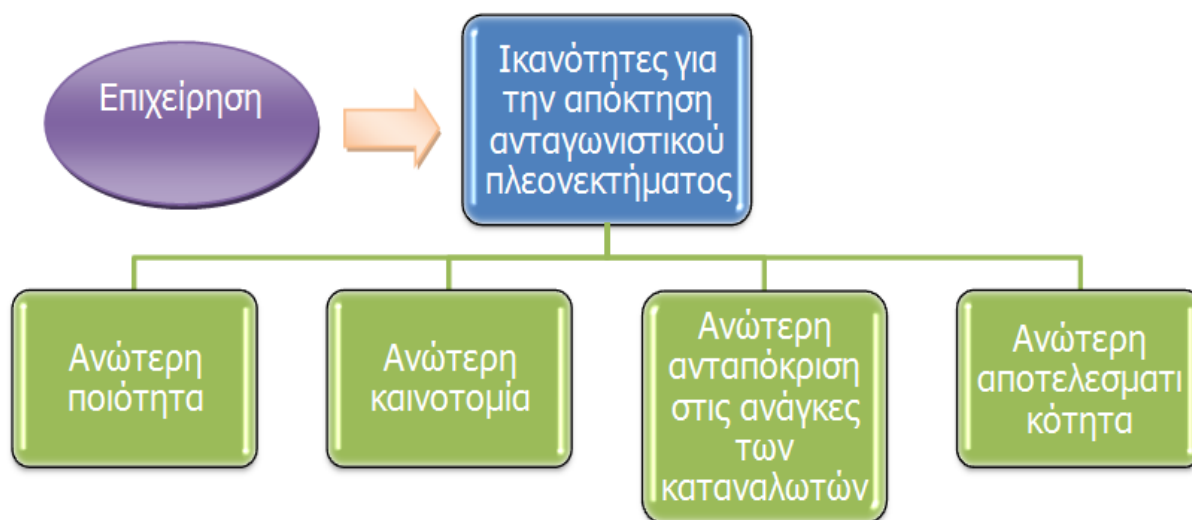 Επιχείρηση
Ικανότητες για
την απόκτηση
ανταγωνιστικού
πλεονεκτήματος
Ανώτερη
ποιότητα
Ανώτερη
καινοτομία
Ανώτερη
ανταπόκριση
στις ανάγκες
των
καταναλωτών
Ανώτερη
αποτελεσματι
κότητα